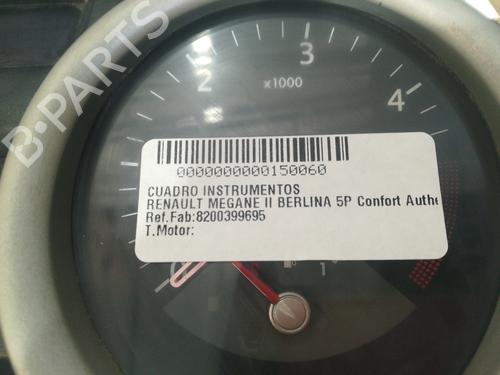 B-PARTS
2
3
4
x1000
0000000000150060
CUADRO INSTRUMENTOS
RENAULT MEGANE II BERLINA 5P Confort Authe
Ref.Fab:8200399695
T.Motor:
1